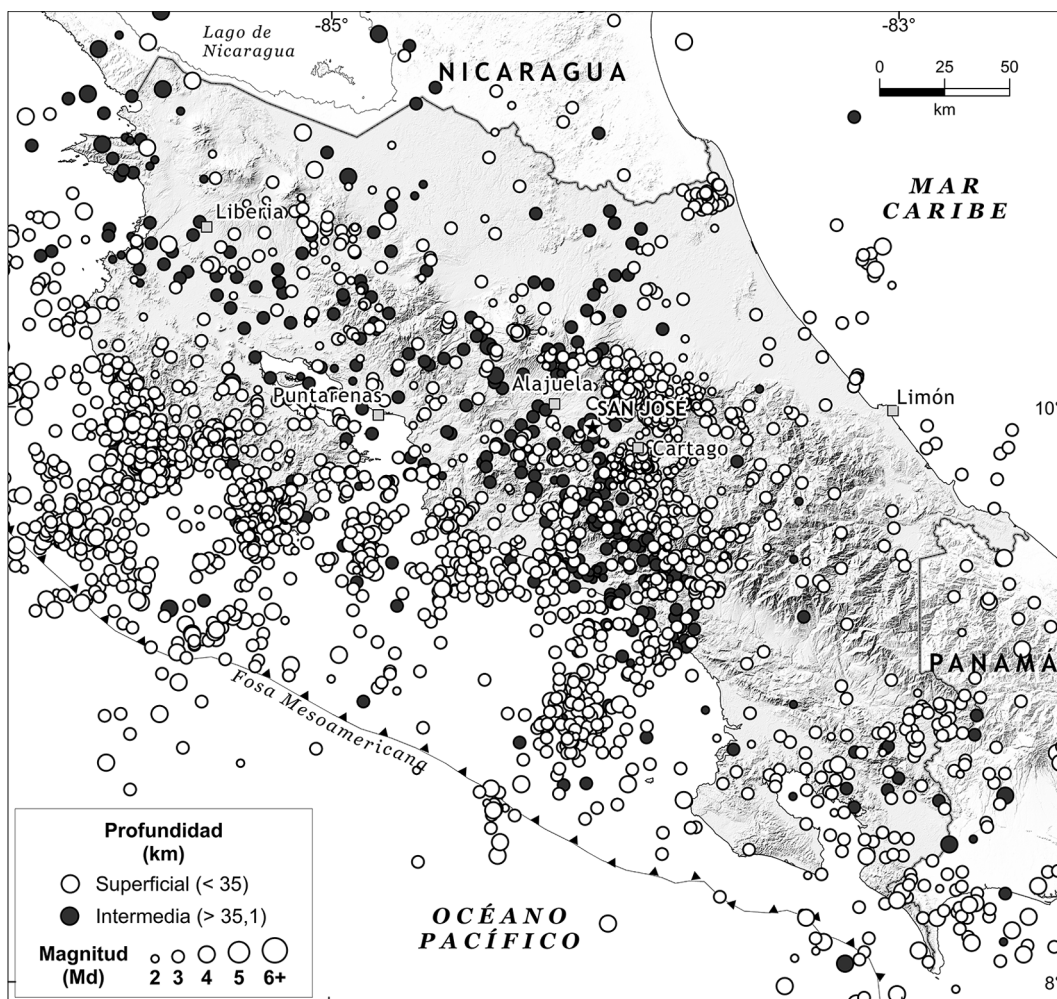 -85°
-83°
Lago de
Nicaragua
NICARAGUA
0 25 50
km
MAR
CARIBE
Liberia
Alajuela
Puntarenas
SAN JOSÉ
Limón
10°
Cartago
PANAMÁ
Fosa Mesoamericana
Profundidad
(km)
Superficial (< 35)
Intermedia (> 35,1)
Magnitud
(Md)
2 3 4 5 6+
OCÉANO
PACÍFICO
8°